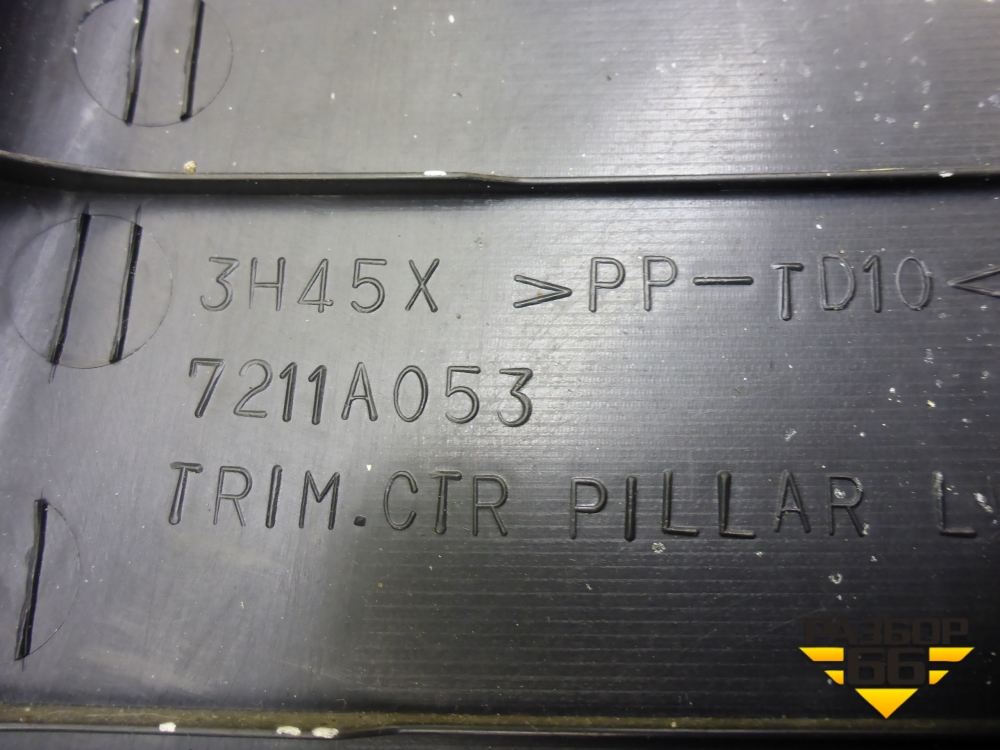 3H45X >PP-TD10<
7211A053
TRIM.CTR PILLAR L
РАЗБОР
66